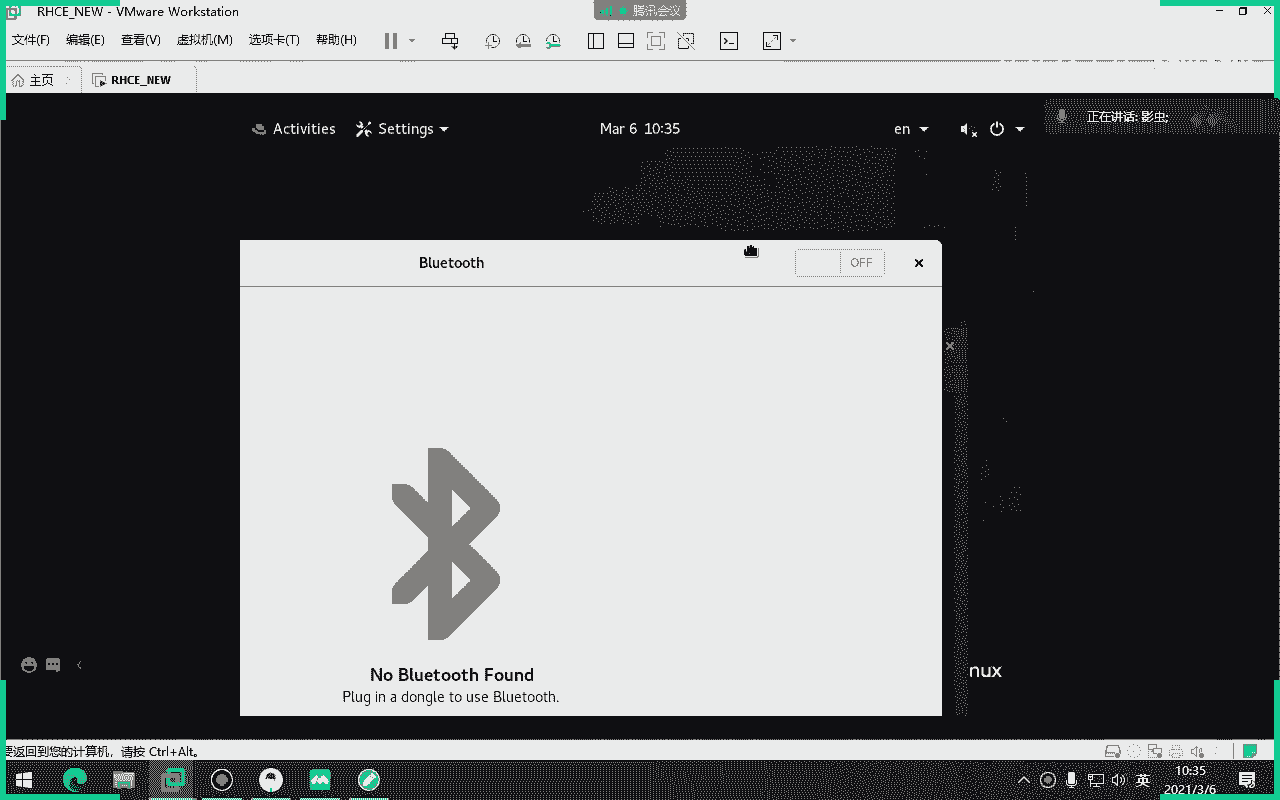 RHCE_NEW - VMware Workstation
腾讯会议
文件(F) 编辑(E) 查看(V) 虚拟机(M) 选项卡(T) 帮助(H)
主页 RHCE_NEW
Activities Settings Mar 6 10:35 en
正在讲话: 影虫;
Bluetooth OFF
No Bluetooth Found
Plug in a dongle to use Bluetooth.
nux
要返回到您的计算机，请按 Ctrl+Alt。
英 10:35
2021/3/6